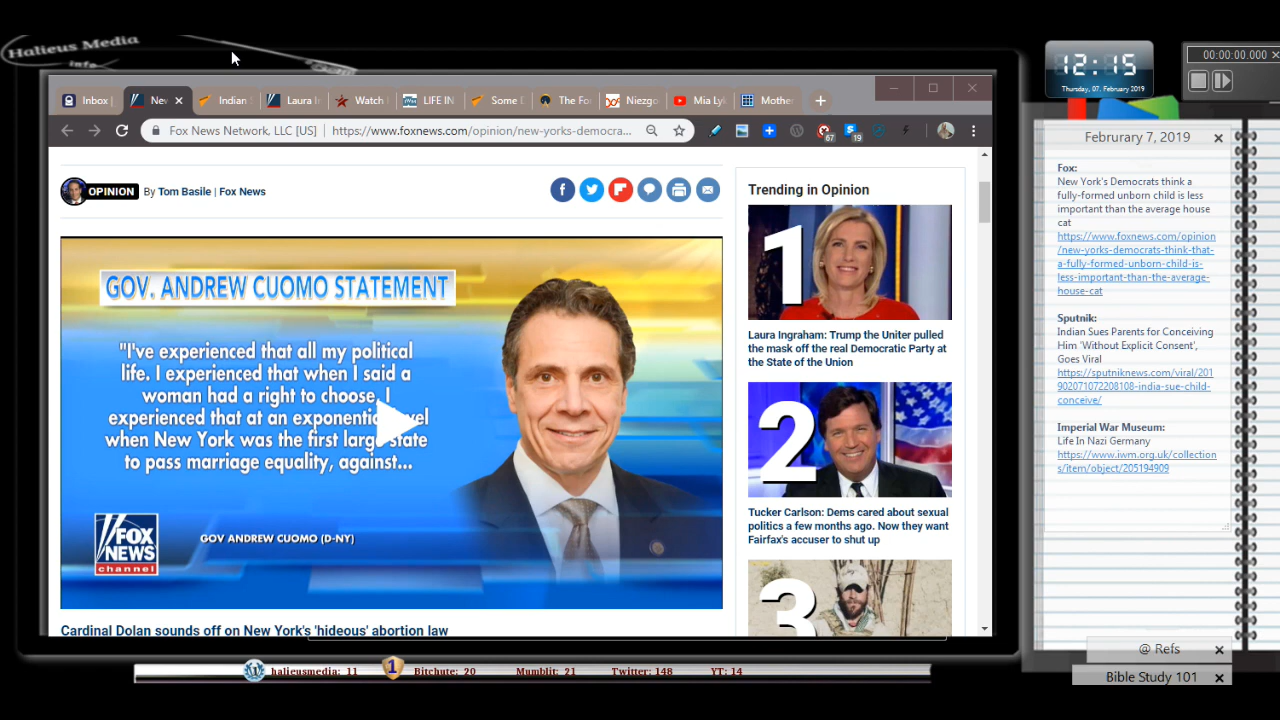 Halieus Media
info
Inbox |
New
Indian S
Laura In
Watch
LIFE IN
Some D
The Fo
Niezgo
Mia Lyk
Mother
Fox News Network, LLC [US] | https://www.foxnews.com/opinion/new-yorks-democra...
67
19
OPINION By Tom Basile | Fox News
GOV. ANDREW CUOMO STATEMENT
"I've experienced that all my political
life. I experienced that when I said a
woman had a right to choose, I
experienced that at an exponential level
when New York was the first large state
to pass marriage equality, against...
FOX
NEWS
channel
GOV ANDREW CUOMO (D-NY)
Cardinal Dolan sounds off on New York's 'hideous' abortion law
Trending in Opinion
1
Laura Ingraham: Trump the Uniter pulled
the mask off the real Democratic Party at
the State of the Union
2
Tucker Carlson: Dems cared about sexual
politics a few months ago. Now they want
Fairfax's accuser to shut up
3
12:15
Thursday, 07. February 2019
00:00:00.000
Februrary 7, 2019
Fox:
New York's Democrats think a
fully-formed unborn child is less
important than the average house
cat
https://www.foxnews.com/opinion
/new-yorks-democrats-think-that-
a-fully-formed-unborn-child-is-
less-important-than-the-average-
house-cat
Sputnik:
Indian Sues Parents for Conceiving
Him 'Without Explicit Consent',
Goes Viral
https://sputniknews.com/viral/201
902071072208108-india-sue-child-
conceive/
Imperial War Museum:
Life In Nazi Germany
https://www.iwm.org.uk/collection
s/item/object/205194909
@ Refs
Bible Study 101
halieusmedia: 11
1
Bitchute: 20
Mumblit: 21
Twitter: 148
YT: 14